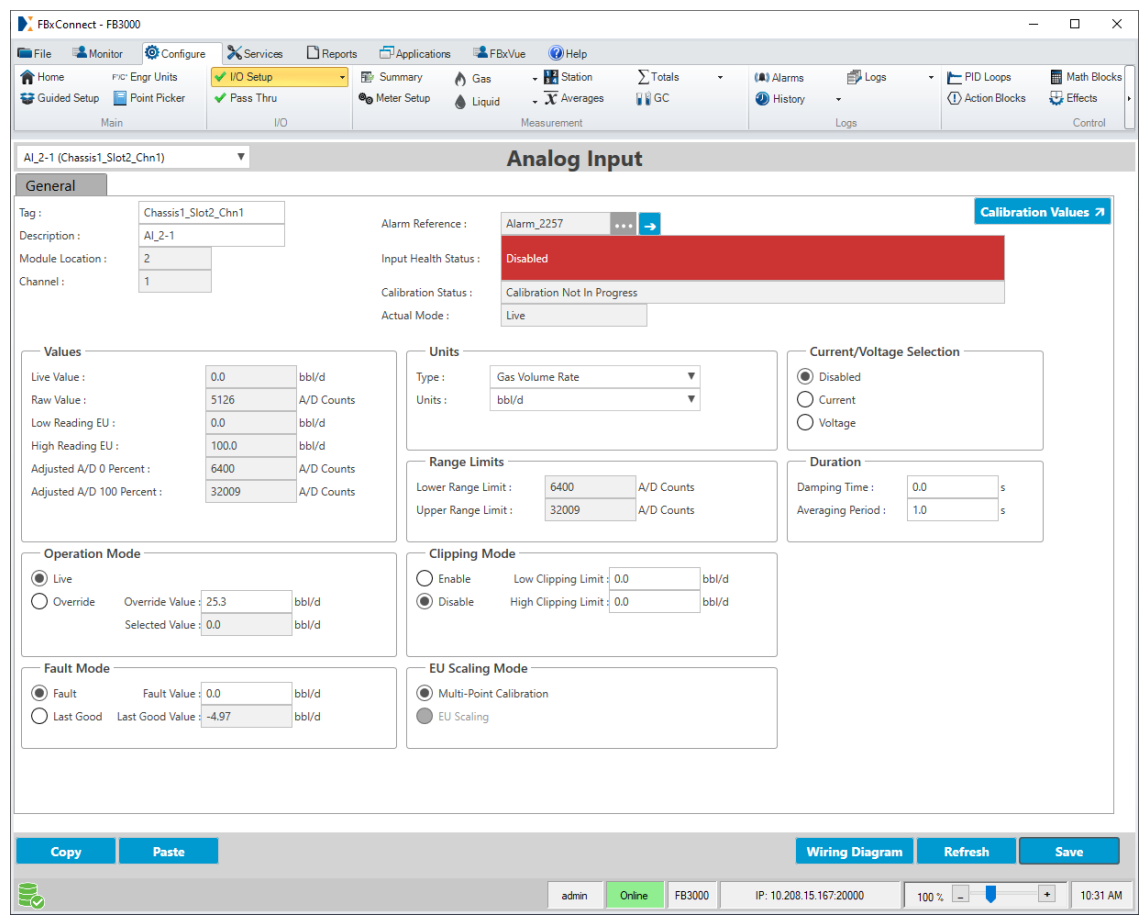 FBxConnect - FB3000
File Monitor Configure Services Reports Applications FBxVue Help
Home Engr Units I/O Setup Summary Gas Station Totals Alarms Logs PID Loops Math Blocks
Guided Setup Point Picker Pass Thru Meter Setup Liquid Averages GC History Action Blocks Effects
Main I/O Measurement Logs Control
AI_2-1 (Chassis1_Slot2_Chn1)
Analog Input
General
Calibration Values
Tag : Chassis1_Slot2_Chn1
Description : AI_2-1
Module Location : 2
Channel : 1
Alarm Reference : Alarm_2257 ...
Input Health Status : Disabled
Calibration Status : Calibration Not In Progress
Actual Mode : Live
Values
Live Value : 0.0 bbl/d
Raw Value : 5126 A/D Counts
Low Reading EU : 0.0 bbl/d
High Reading EU : 100.0 bbl/d
Adjusted A/D 0 Percent : 6400 A/D Counts
Adjusted A/D 100 Percent : 32009 A/D Counts
Units
Type : Gas Volume Rate
Units : bbl/d
Current/Voltage Selection
Disabled
Current
Voltage
Range Limits
Lower Range Limit : 6400 A/D Counts
Upper Range Limit : 32009 A/D Counts
Duration
Damping Time : 0.0 s
Averaging Period : 1.0 s
Operation Mode
Live
Override Override Value : 25.3 bbl/d
Selected Value : 0.0 bbl/d
Clipping Mode
Enable Low Clipping Limit : 0.0 bbl/d
Disable High Clipping Limit : 0.0 bbl/d
Fault Mode
Fault Fault Value : 0.0 bbl/d
Last Good Last Good Value : -4.97 bbl/d
EU Scaling Mode
Multi-Point Calibration
EU Scaling
Copy Paste Wiring Diagram Refresh Save
admin Online FB3000 IP: 10.208.15.167:20000 100 % - + 10:31 AM